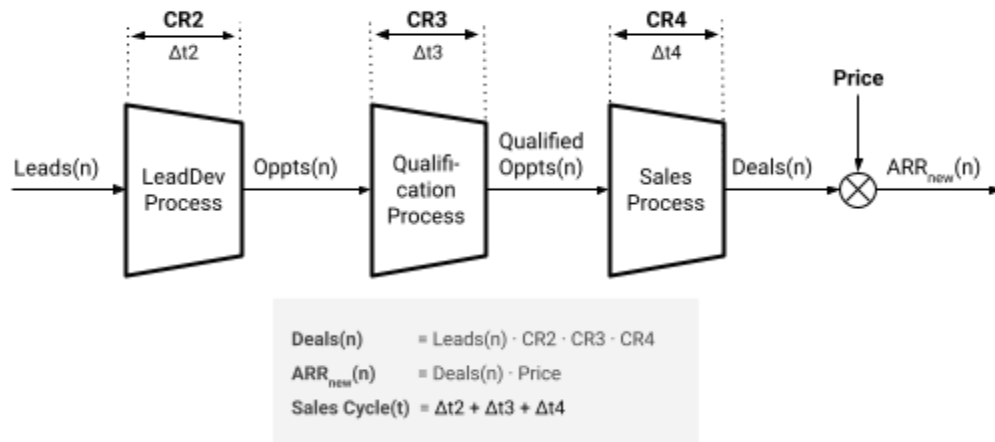 CR2
CR3
CR4
Δt2
Δt3
Δt4
Price
Leads(n)
LeadDev
Process
Oppts(n)
Qualifi-
cation
Process
Qualified
Oppts(n)
Sales
Process
Deals(n)
ARRnew(n)
Deals(n) = Leads(n) · CR2 · CR3 · CR4
ARRnew(n) = Deals(n) · Price
Sales Cycle(t) = Δt2 + Δt3 + Δt4